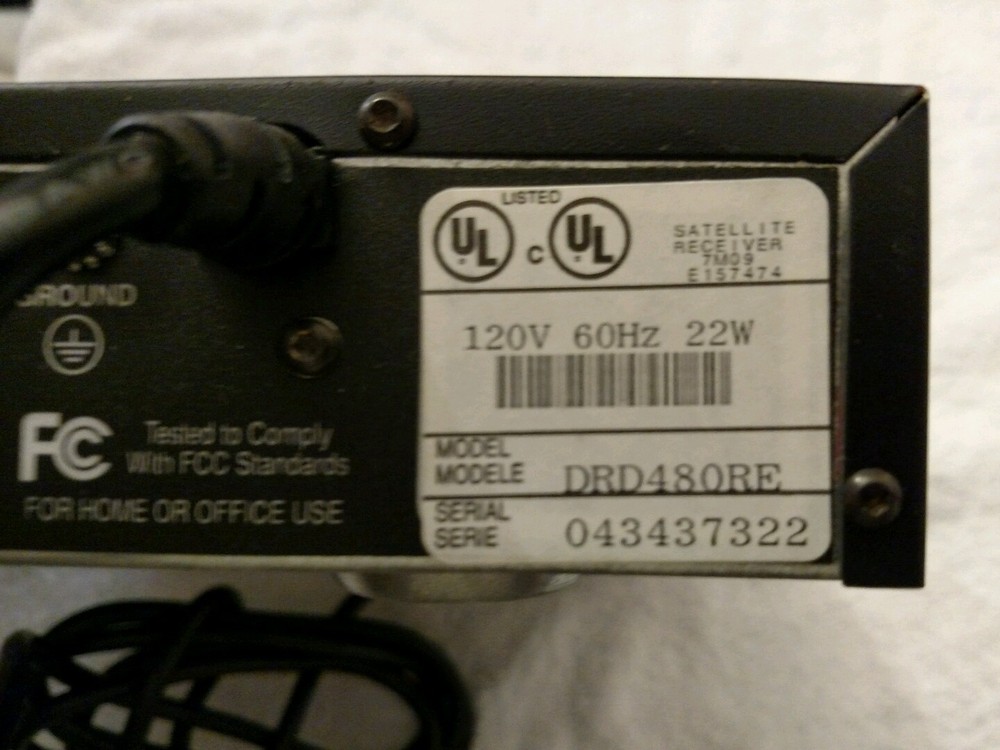 GROUND
FC Tested to Comply
With FCC Standards
FOR HOME OR OFFICE USE
LISTED
UL C UL
SATELLITE
RECEIVER
7M09
E157474
120V 60Hz 22W
MODEL
MODELE DRD480RE
SERIAL
SERIE 043437322